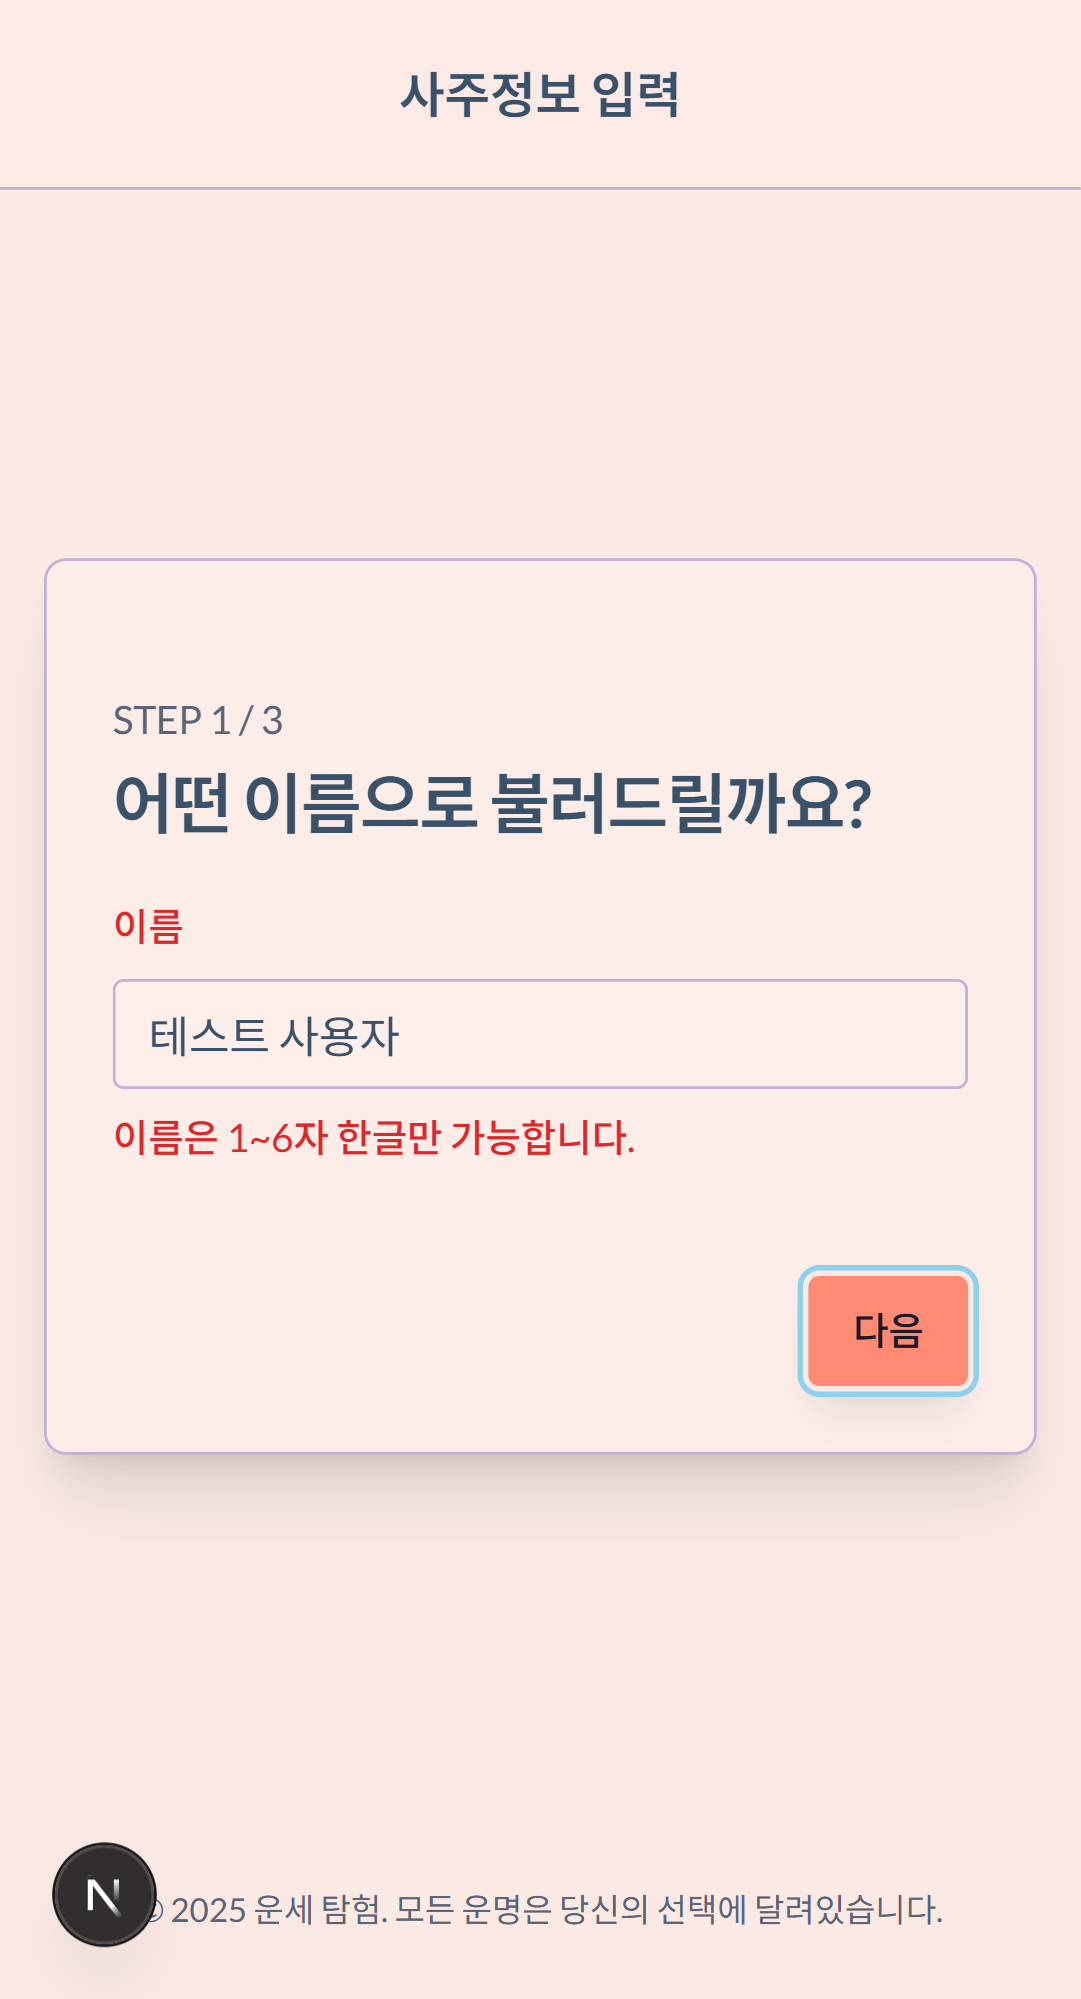 사주정보 입력
STEP 1 / 3
어떤 이름으로 불러드릴까요?
이름
테스트 사용자
이름은 1~6자 한글만 가능합니다.
다음
N
© 2025 운세 탐험. 모든 운명은 당신의 선택에 달려있습니다.